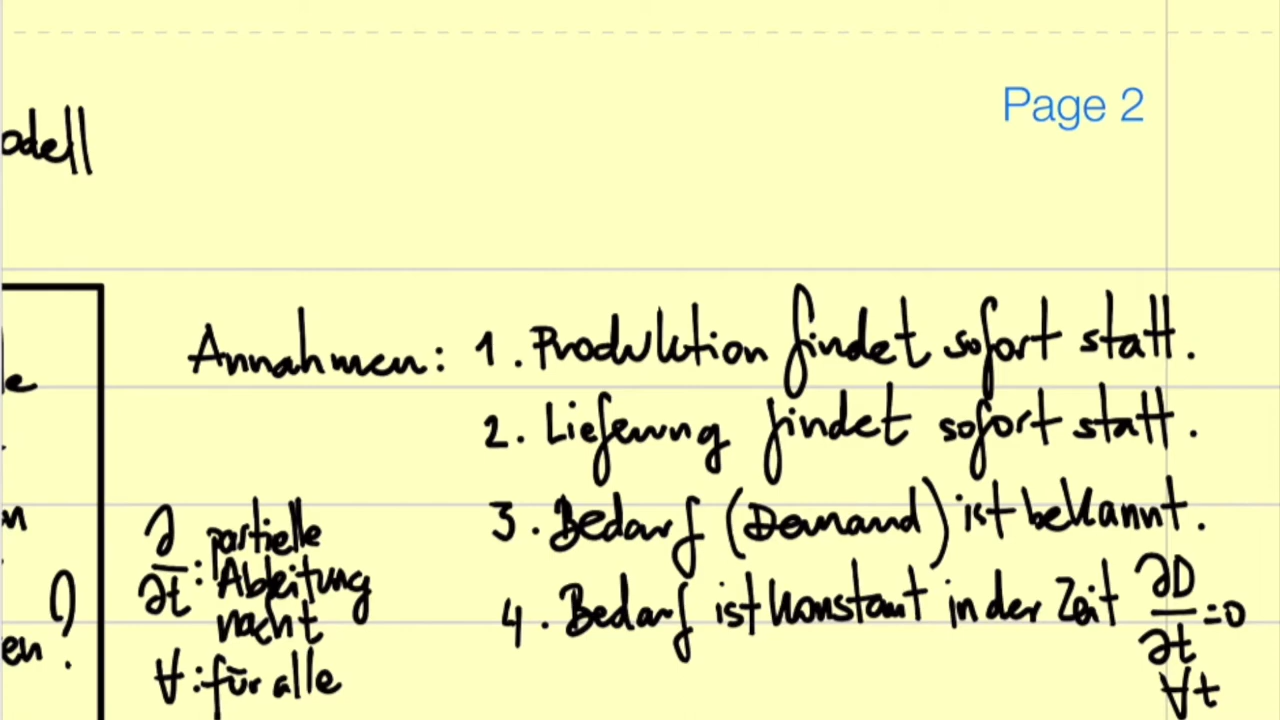 Page 2
odell
Annahmen: 1. Produktion findet sofort statt.
2. Lieferung findet sofort statt.
3. Bedarf (Demand) ist bekannt.
4. Bedarf ist konstant in der Zeit ∂D/∂t = 0
∀t
∂/∂t : partielle
Ableitung
nach t
∀ : für alle
e
n
en ?